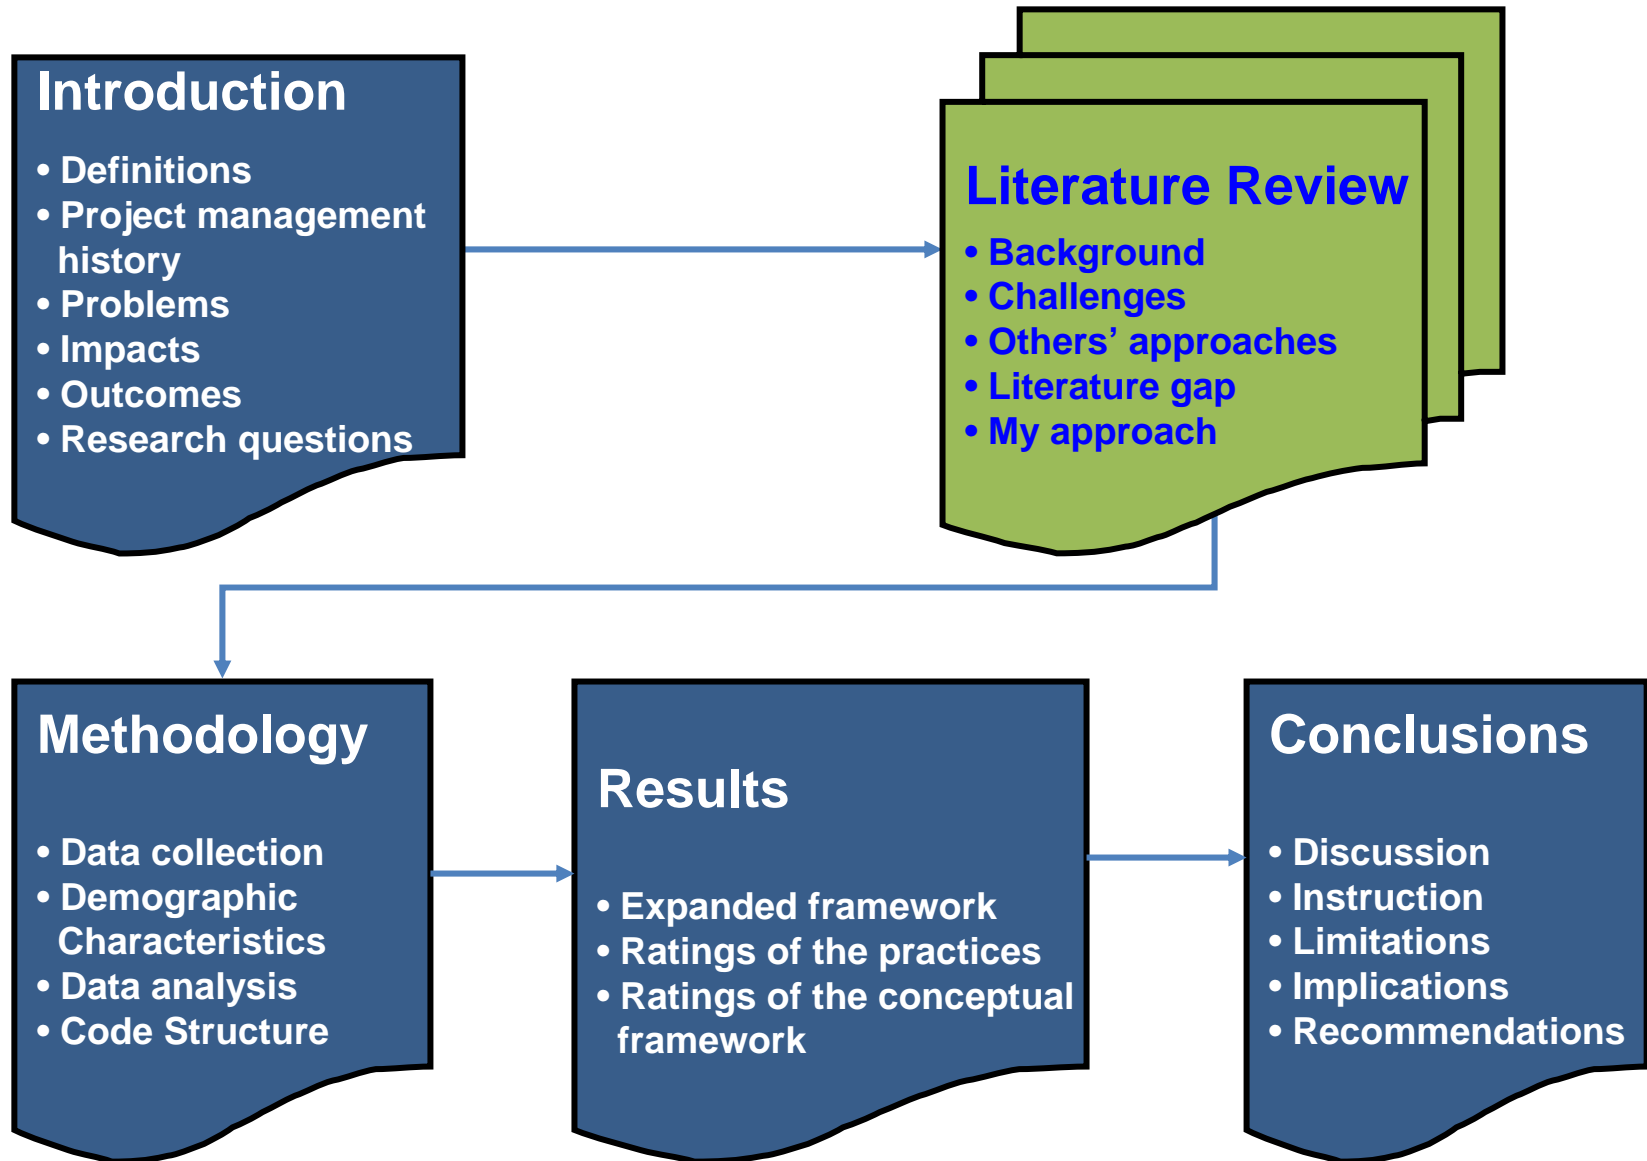 Introduction
• Definitions
• Project management
history
• Problems
• Impacts
• Outcomes
• Research questions
Literature Review
• Background
• Challenges
• Others’ approaches
• Literature gap
• My approach
Methodology
• Data collection
• Demographic
Characteristics
• Data analysis
• Code Structure
Results
• Expanded framework
• Ratings of the practices
• Ratings of the conceptual
framework
Conclusions
• Discussion
• Instruction
• Limitations
• Implications
• Recommendations